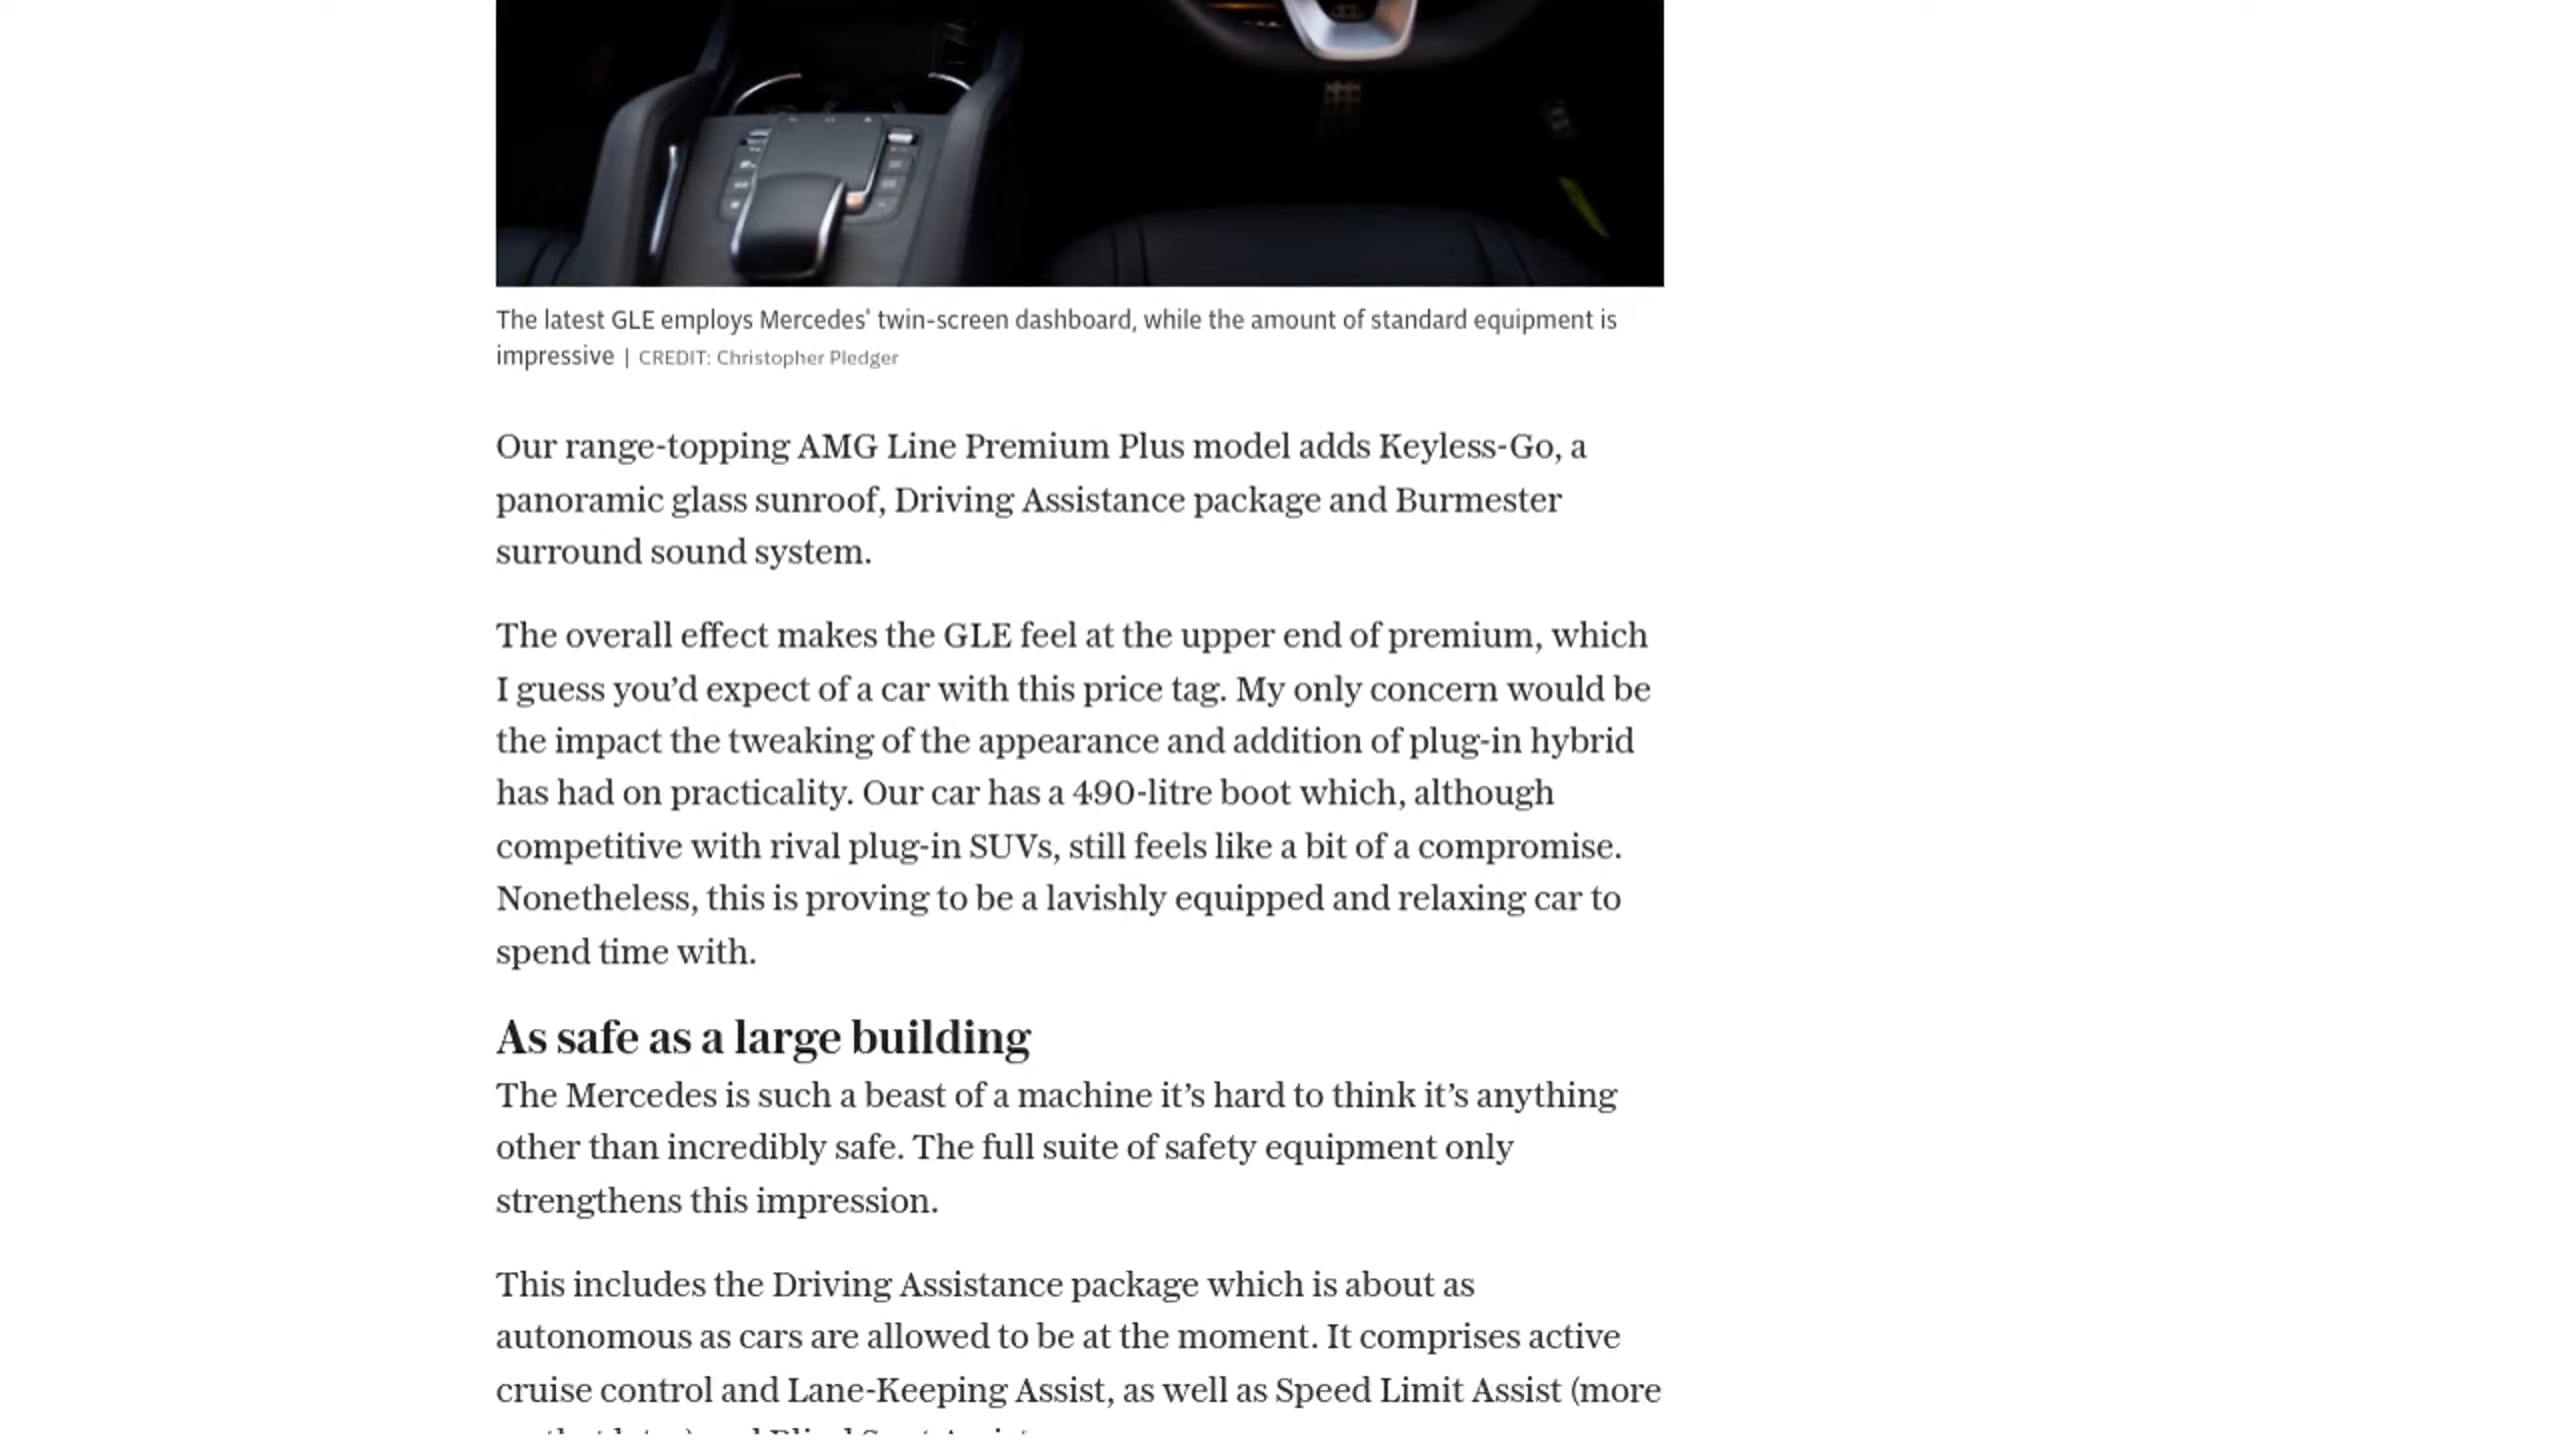 The latest GLE employs Mercedes' twin-screen dashboard, while the amount of standard equipment is
impressive | CREDIT: Christopher Pledger
Our range-topping AMG Line Premium Plus model adds Keyless-Go, a
panoramic glass sunroof, Driving Assistance package and Burmester
surround sound system.
The overall effect makes the GLE feel at the upper end of premium, which
I guess you’d expect of a car with this price tag. My only concern would be
the impact the tweaking of the appearance and addition of plug-in hybrid
has had on practicality. Our car has a 490-litre boot which, although
competitive with rival plug-in SUVs, still feels like a bit of a compromise.
Nonetheless, this is proving to be a lavishly equipped and relaxing car to
spend time with.
As safe as a large building
The Mercedes is such a beast of a machine it’s hard to think it’s anything
other than incredibly safe. The full suite of safety equipment only
strengthens this impression.
This includes the Driving Assistance package which is about as
autonomous as cars are allowed to be at the moment. It comprises active
cruise control and Lane-Keeping Assist, as well as Speed Limit Assist (more